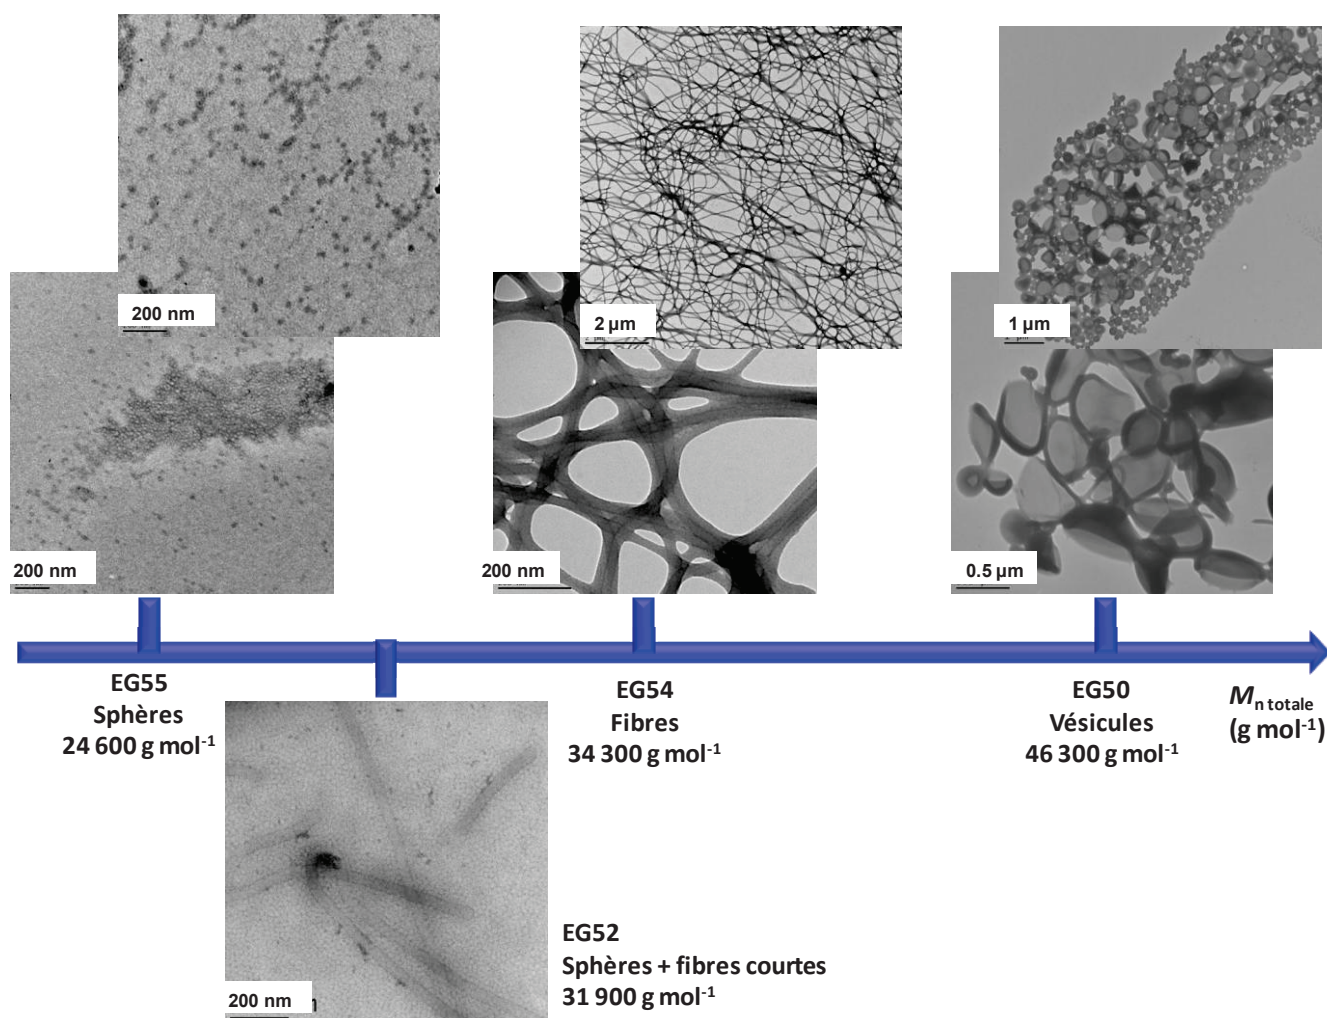 200 nm
2 µm
1 µm
200 nm
200 nm
0.5 µm
EG55
Sphères
24 600 g mol⁻¹
EG54
Fibres
34 300 g mol⁻¹
EG50
Vésicules
46 300 g mol⁻¹
Mn totale
(g mol⁻¹)
EG52
Sphères + fibres courtes
31 900 g mol⁻¹
200 nm